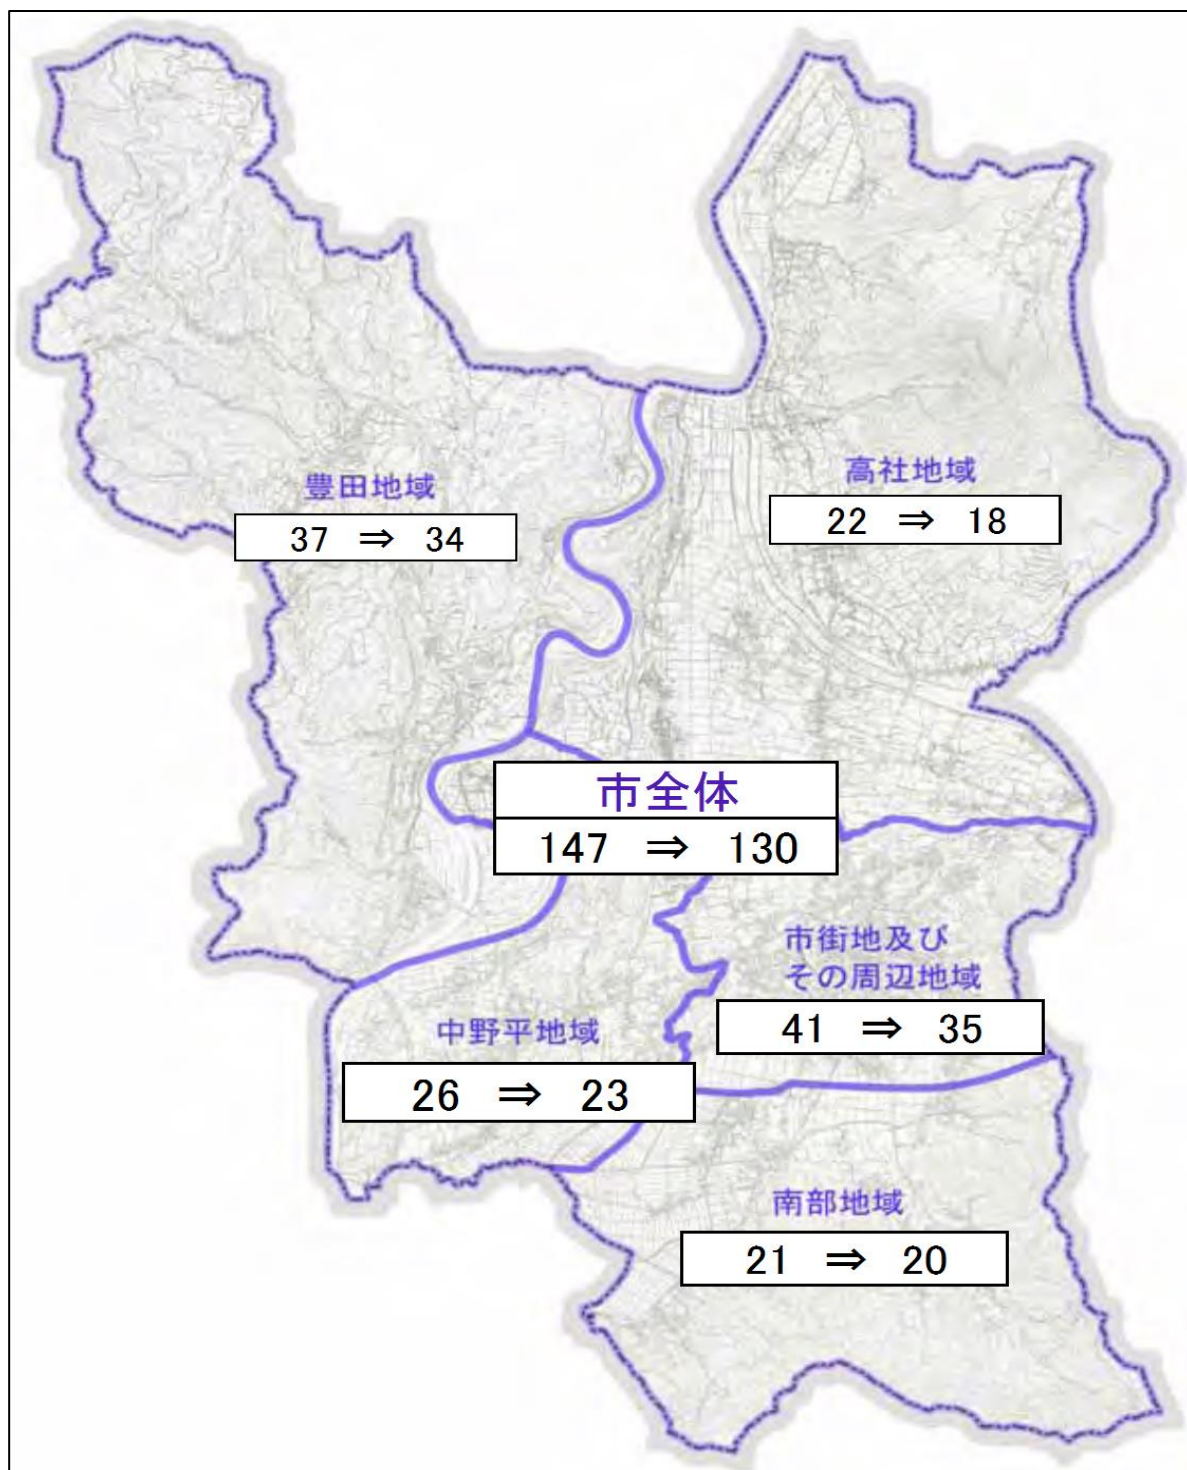 高社地域
22 ⇒ 18
豊田地域
37 ⇒ 34
市全体
147 ⇒ 130
市街地及び
その周辺地域
41 ⇒ 35
中野平地域
26 ⇒ 23
南部地域
21 ⇒ 20